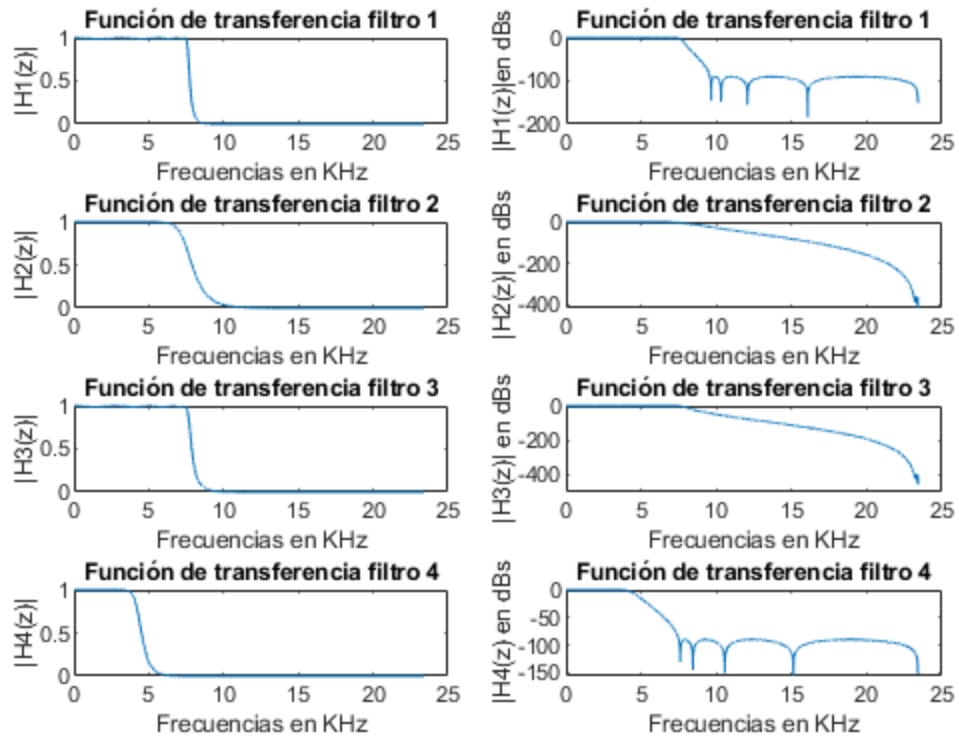 Función de transferencia filtro 1
|H1(z)|
1
0.5
0
0 5 10 15 20 25
Frecuencias en KHz
Función de transferencia filtro 1
|H1(z)|en dBs
0
-100
-200
0 5 10 15 20 25
Frecuencias en KHz
Función de transferencia filtro 2
|H2(z)|
1
0.5
0
0 5 10 15 20 25
Frecuencias en KHz
Función de transferencia filtro 2
|H2(z)| en dBs
0
-200
-400
0 5 10 15 20 25
Frecuencias en KHz
Función de transferencia filtro 3
|H3(z)|
1
0.5
0
0 5 10 15 20 25
Frecuencias en KHz
Función de transferencia filtro 3
|H3(z)| en dBs
0
-200
-400
0 5 10 15 20 25
Frecuencias en KHz
Función de transferencia filtro 4
|H4(z)|
1
0.5
0
0 5 10 15 20 25
Frecuencias en KHz
Función de transferencia filtro 4
|H4(z) en dBs
0
-50
-100
-150
0 5 10 15 20 25
Frecuencias en KHz